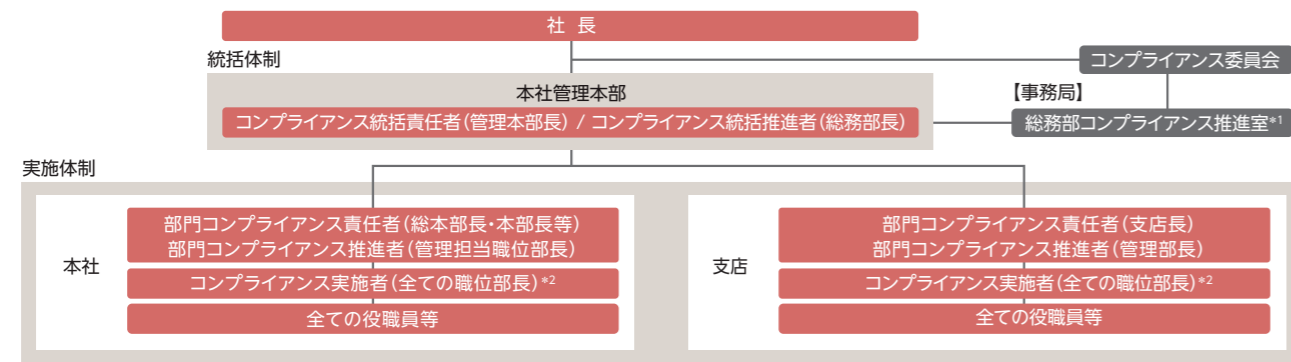 社 長
統括体制
コンプライアンス委員会
本社管理本部
【事務局】
コンプライアンス統括責任者(管理本部長) / コンプライアンス統括推進者(総務部長)
総務部コンプライアンス推進室*1
実施体制
本社
部門コンプライアンス責任者(総本部長・本部長等)
部門コンプライアンス推進者(管理担当職位部長)
コンプライアンス実施者(全ての職位部長)*2
全ての役職員等
支店
部門コンプライアンス責任者(支店長)
部門コンプライアンス推進者(管理部長)
コンプライアンス実施者(全ての職位部長)*2
全ての役職員等